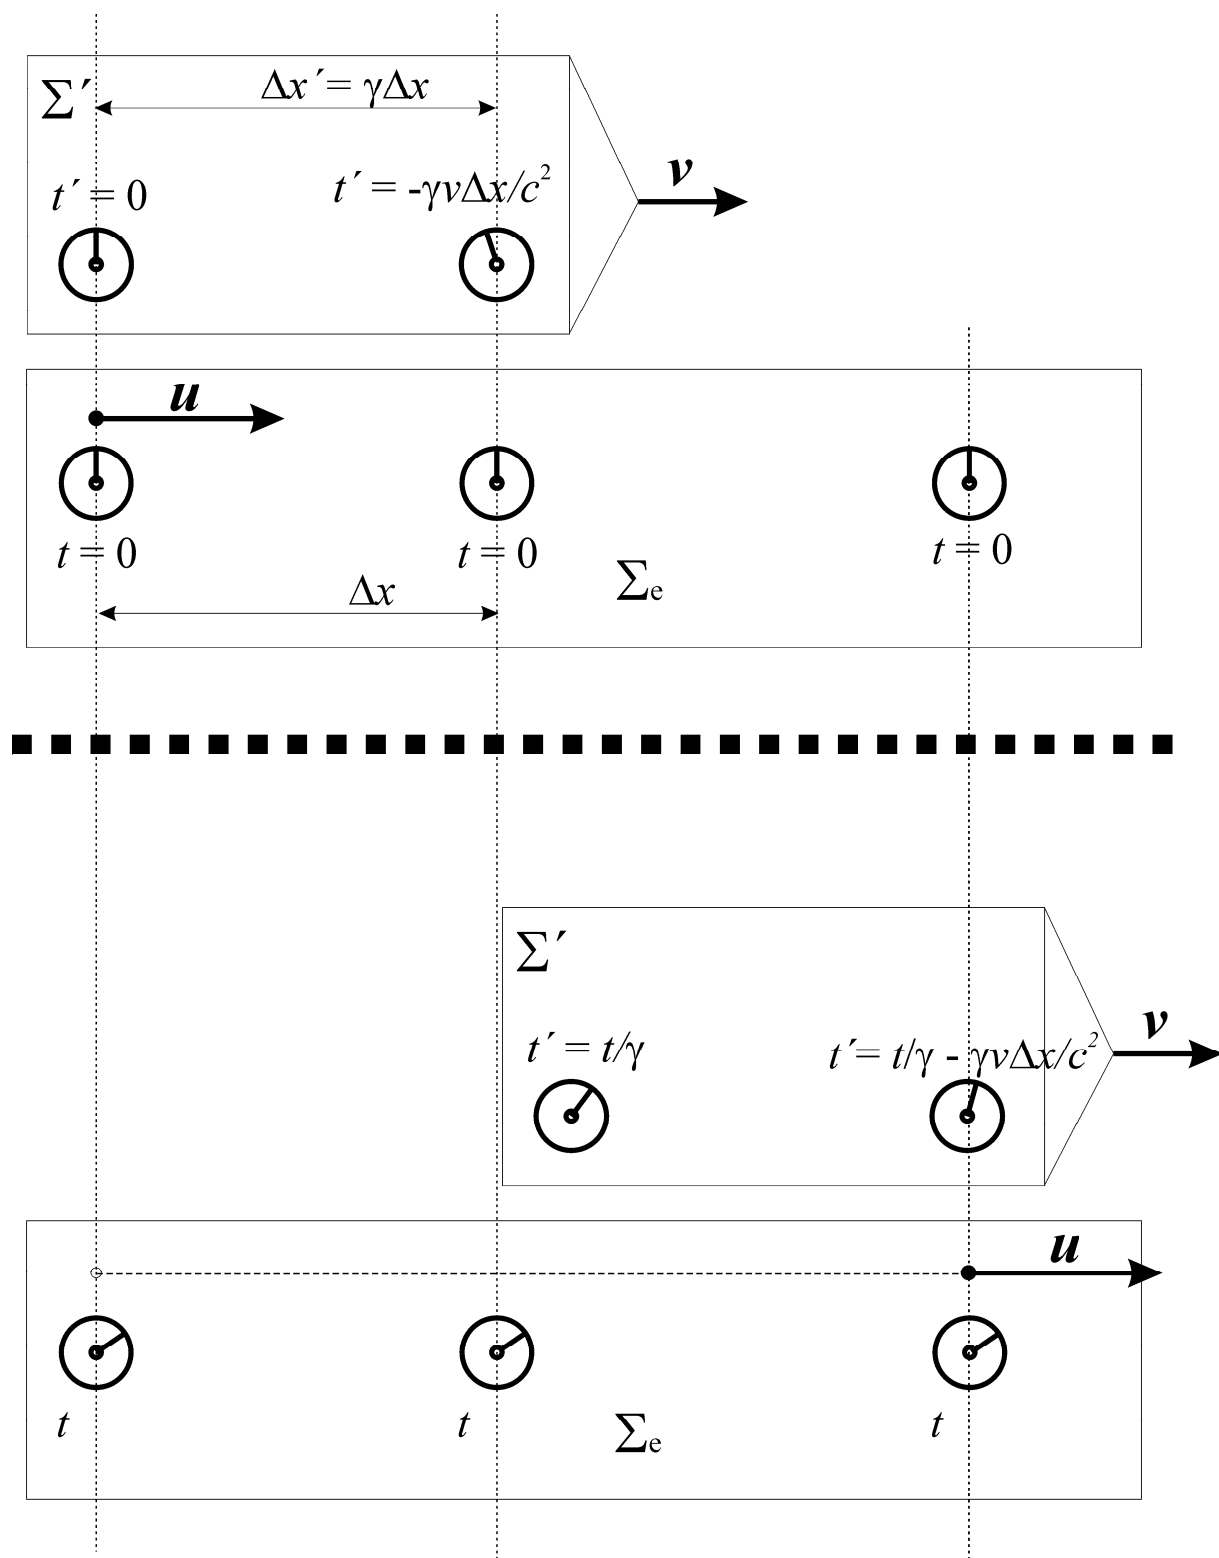 Σ´
Δx´= γΔx
t´ = 0
t´ = -γvΔx/c²
v
u
t = 0
t = 0
t = 0
Δx
Σe
Σ´
t´ = t/γ
t´= t/γ - γvΔx/c²
v
u
t
t
t
Σe